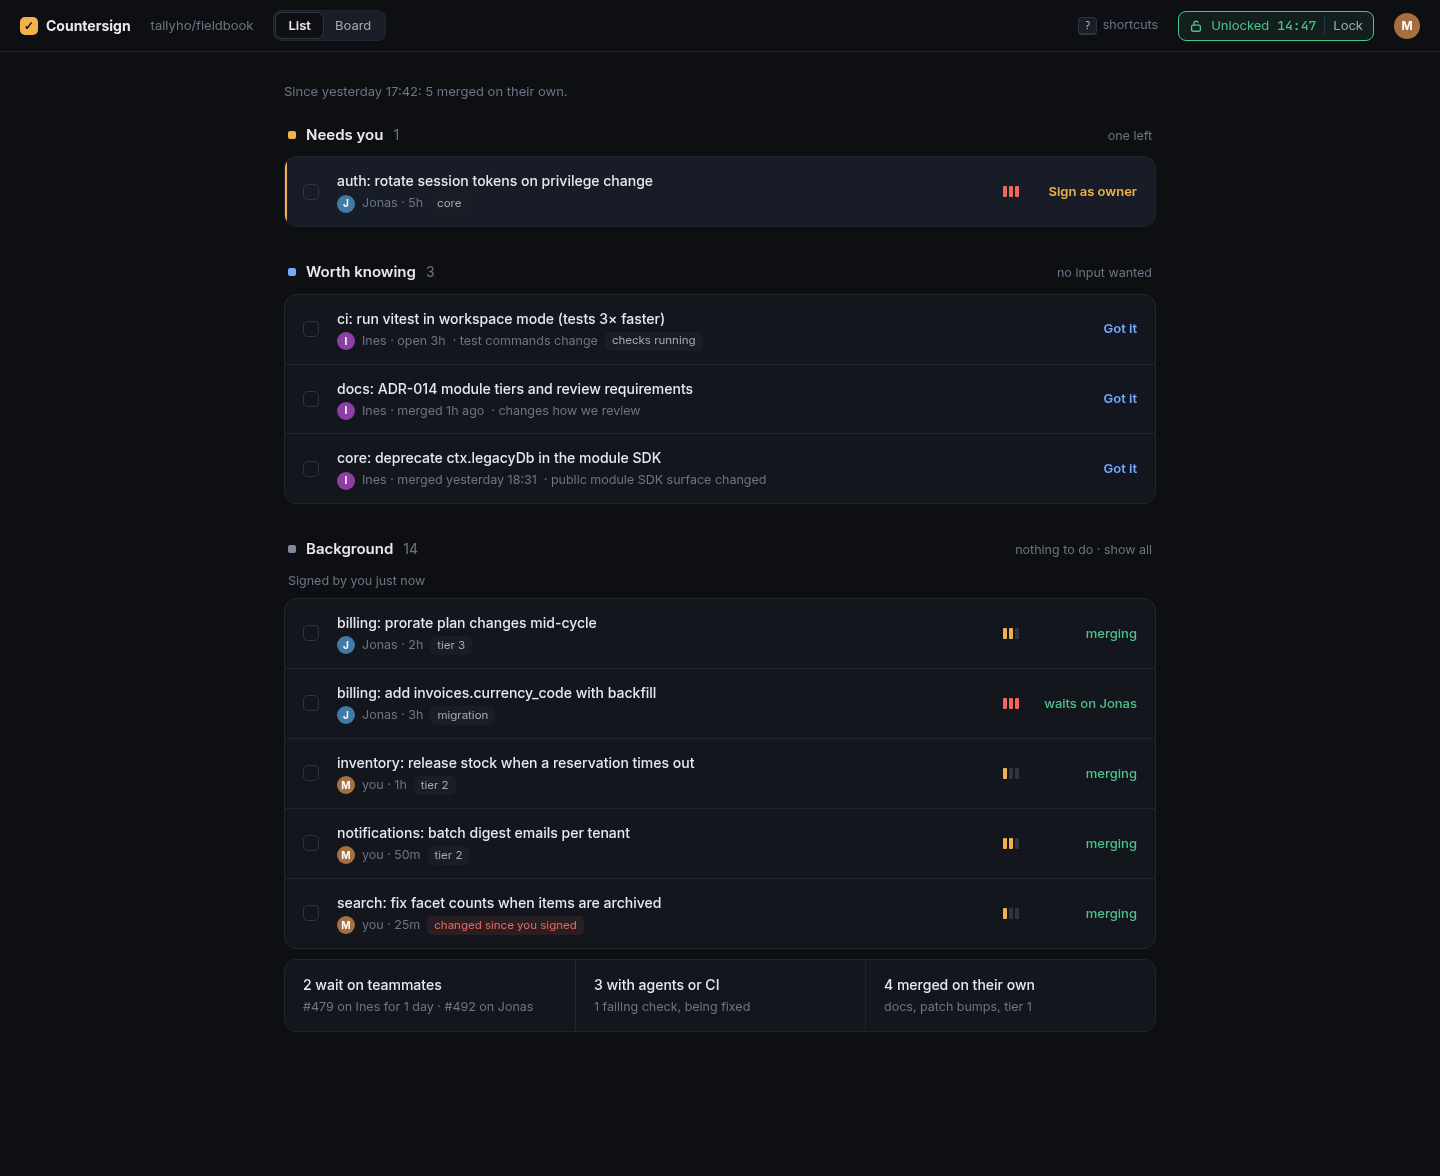 ✓ Countersign tallyho/fieldbook List Board ? shortcuts Unlocked 14:47 Lock M
Since yesterday 17:42: 5 merged on their own.
Needs you 1 one left
auth: rotate session tokens on privilege change
J Jonas · 5h core
Sign as owner
Worth knowing 3 no input wanted
ci: run vitest in workspace mode (tests 3× faster)
I Ines · open 3h · test commands change checks running
Got it
docs: ADR-014 module tiers and review requirements
I Ines · merged 1h ago · changes how we review
Got it
core: deprecate ctx.legacyDb in the module SDK
I Ines · merged yesterday 18:31 · public module SDK surface changed
Got it
Background 14 nothing to do · show all
Signed by you just now
billing: prorate plan changes mid-cycle
J Jonas · 2h tier 3
merging
billing: add invoices.currency_code with backfill
J Jonas · 3h migration
waits on Jonas
inventory: release stock when a reservation times out
M you · 1h tier 2
merging
notifications: batch digest emails per tenant
M you · 50m tier 2
merging
search: fix facet counts when items are archived
M you · 25m changed since you signed
merging
2 wait on teammates
#479 on Ines for 1 day · #492 on Jonas
3 with agents or CI
1 failing check, being fixed
4 merged on their own
docs, patch bumps, tier 1